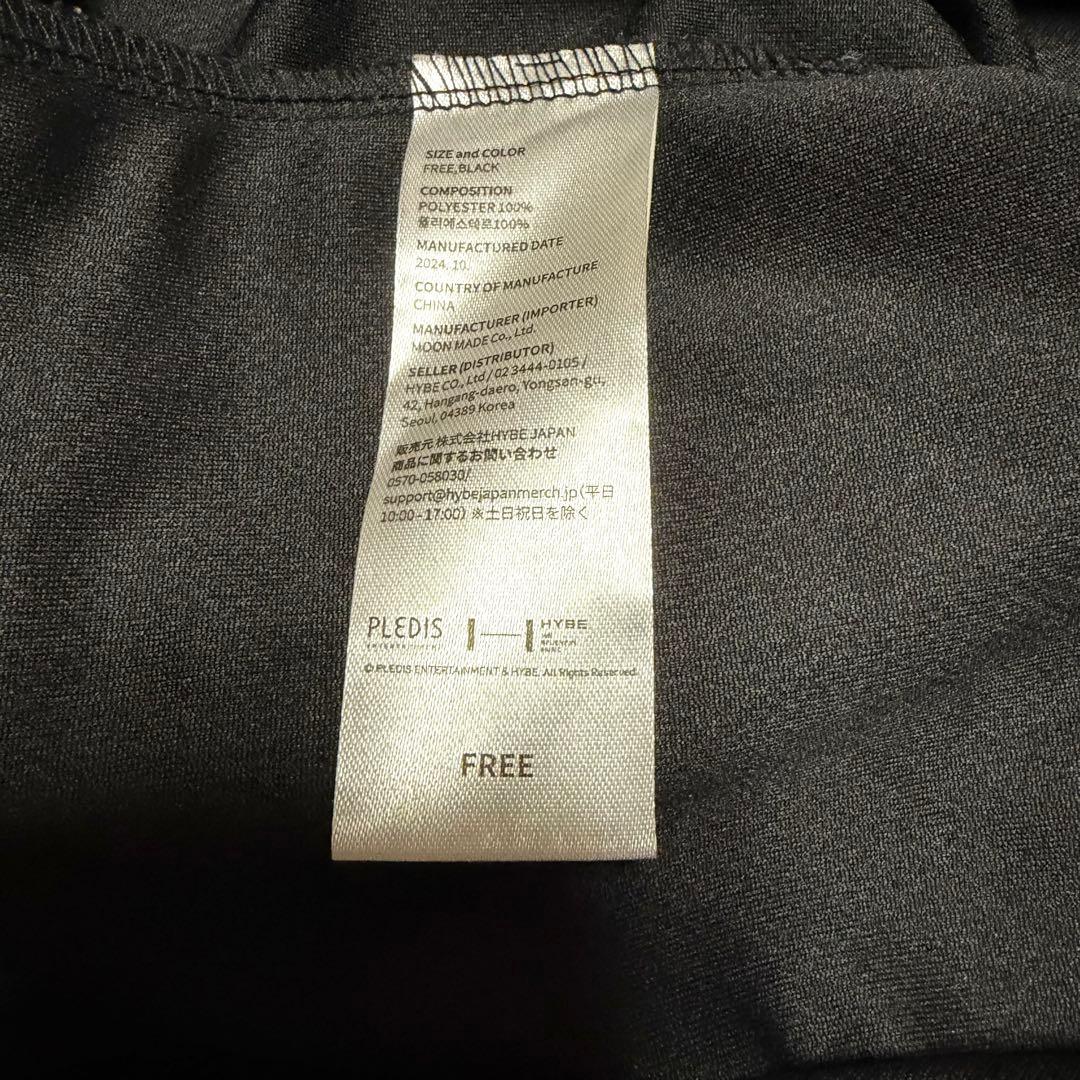 SIZE and COLOR
FREE,BLACK
COMPOSITION
POLYESTER 100%
폴리에스테르100%
MANUFACTURED DATE
2024. 10.
COUNTRY OF MANUFACTURE
CHINA
MANUFACTURER (IMPORTER)
MOON MADE Co., Ltd.
SELLER (DISTRIBUTOR)
HYBE CO., Ltd / 02 3444-0105 /
42, Hangang-daero, Yongsan-gu,
Seoul, 04389 Korea
販売元 株式会社HYBE JAPAN
商品に関するお問い合わせ
0570-058030/
support@hybejapanmerch.jp (平日
10:00~17:00) ※土日祝日を除く
PLEDIS
ENTERTAINMENT
HYBE
© PLEDIS ENTERTAINMENT & HYBE. All Rights Reserved.
FREE